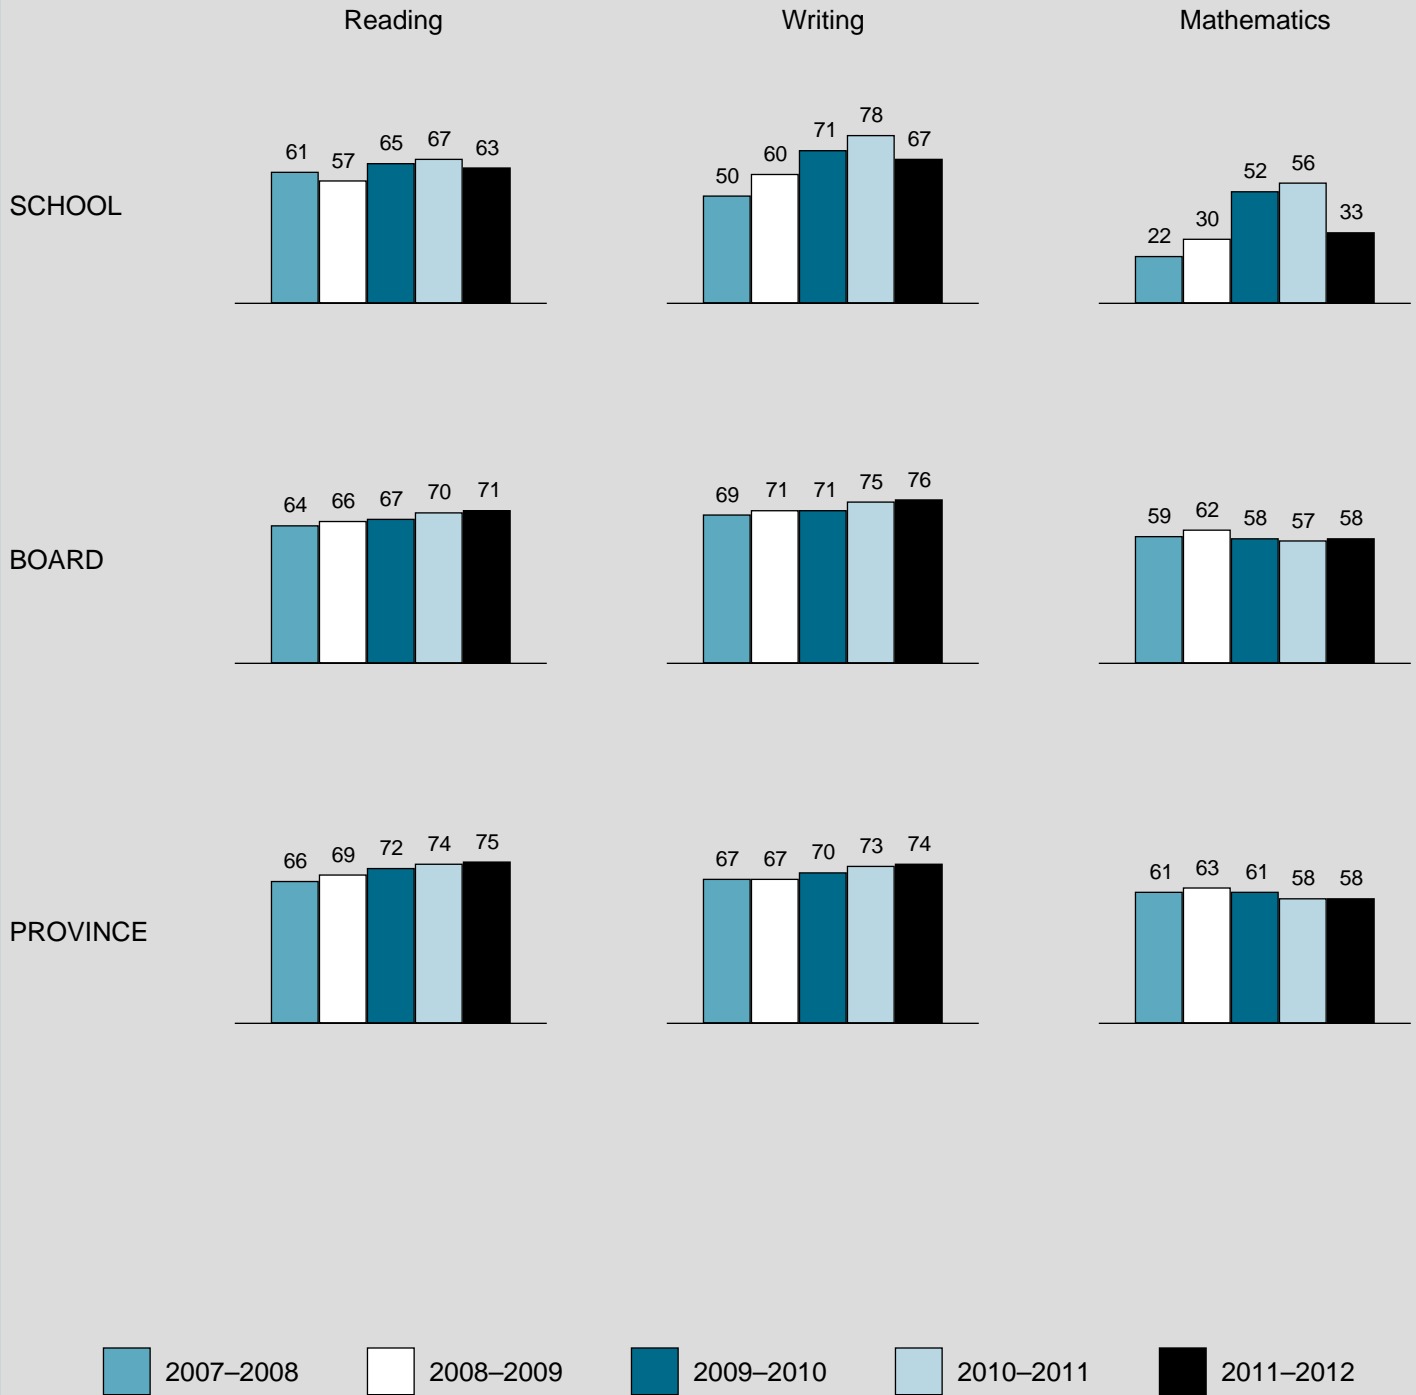 Reading Writing Mathematics
SCHOOL
61 57 65 67 63
50 60 71 78 67
22 30 52 56 33
BOARD
64 66 67 70 71
69 71 71 75 76
59 62 58 57 58
PROVINCE
66 69 72 74 75
67 67 70 73 74
61 63 61 58 58
2007–2008 2008–2009 2009–2010 2010–2011 2011–2012